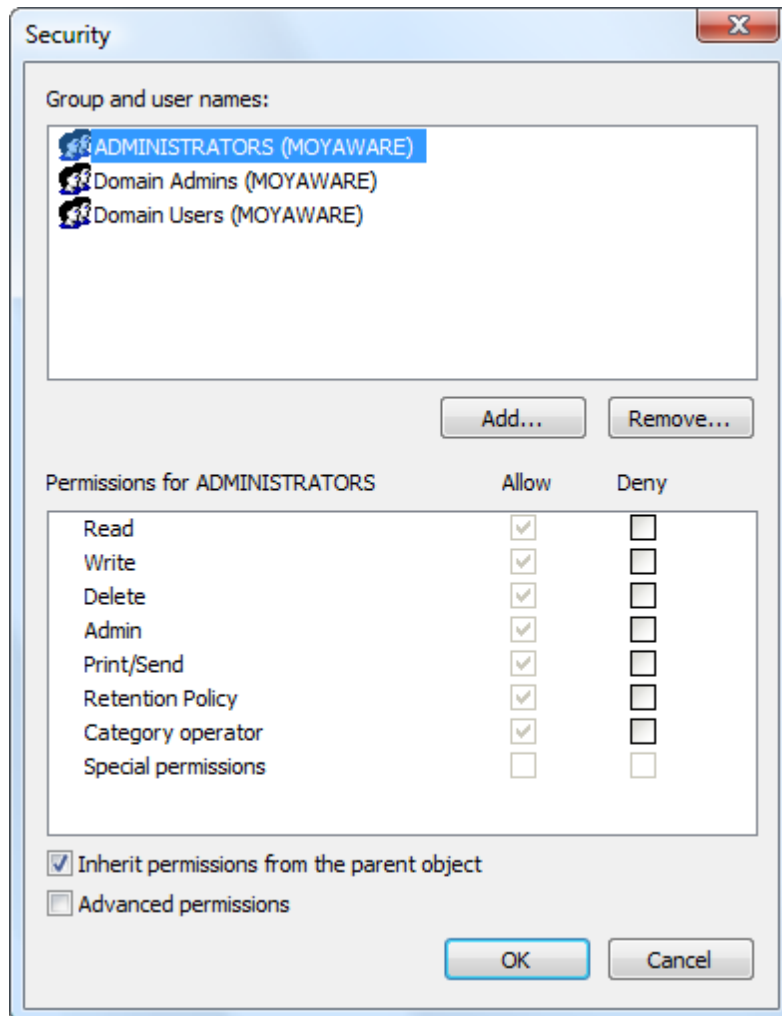 Security
Group and user names:
ADMINISTRATORS (MOYAWARE)
Domain Admins (MOYAWARE)
Domain Users (MOYAWARE)
Add... Remove...
Permissions for ADMINISTRATORS Allow Deny
Read
Write
Delete
Admin
Print/Send
Retention Policy
Category operator
Special permissions
Inherit permissions from the parent object
Advanced permissions
OK Cancel